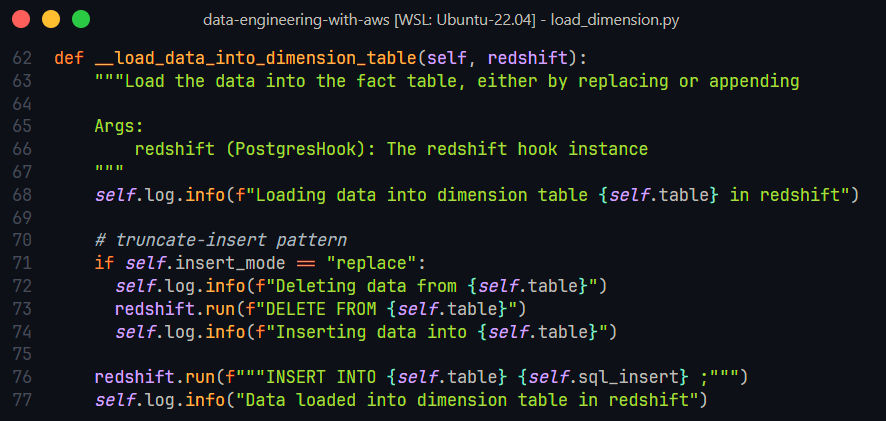 data-engineering-with-aws [WSL: Ubuntu-22.04] - load_dimension.py
62 def __load_data_into_dimension_table(self, redshift):
63     """Load the data into the fact table, either by replacing or appending
64
65     Args:
66         redshift (PostgresHook): The redshift hook instance
67     """
68     self.log.info(f"Loading data into dimension table {self.table} in redshift")
69
70     # truncate-insert pattern
71     if self.insert_mode == "replace":
72       self.log.info(f"Deleting data from {self.table}")
73       redshift.run(f"DELETE FROM {self.table}")
74       self.log.info(f"Inserting data into {self.table}")
75
76     redshift.run(f"""INSERT INTO {self.table} {self.sql_insert} ;""")
77     self.log.info("Data loaded into dimension table in redshift")